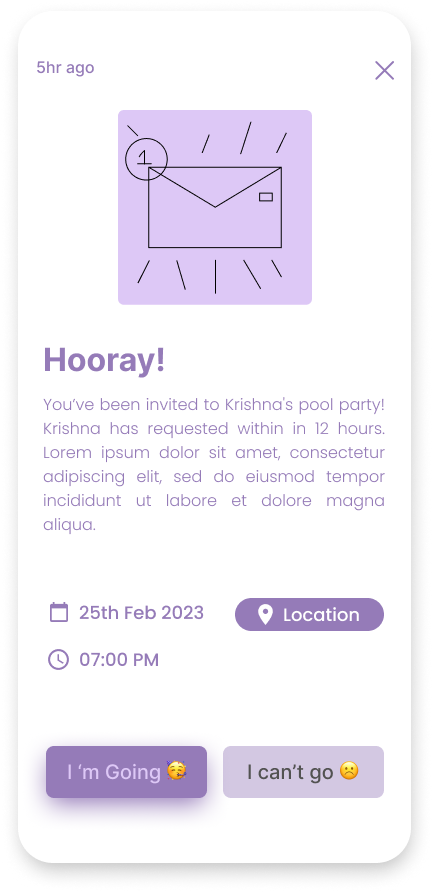 5hr ago
1
Hooray!
You’ve been invited to Krishna's pool party!
Krishna has requested within in 12 hours.
Lorem ipsum dolor sit amet, consectetur
adipiscing elit, sed do eiusmod tempor
incididunt ut labore et dolore magna
aliqua.
25th Feb 2023
Location
07:00 PM
I ‘m Going 🥳
I can’t go ☹️